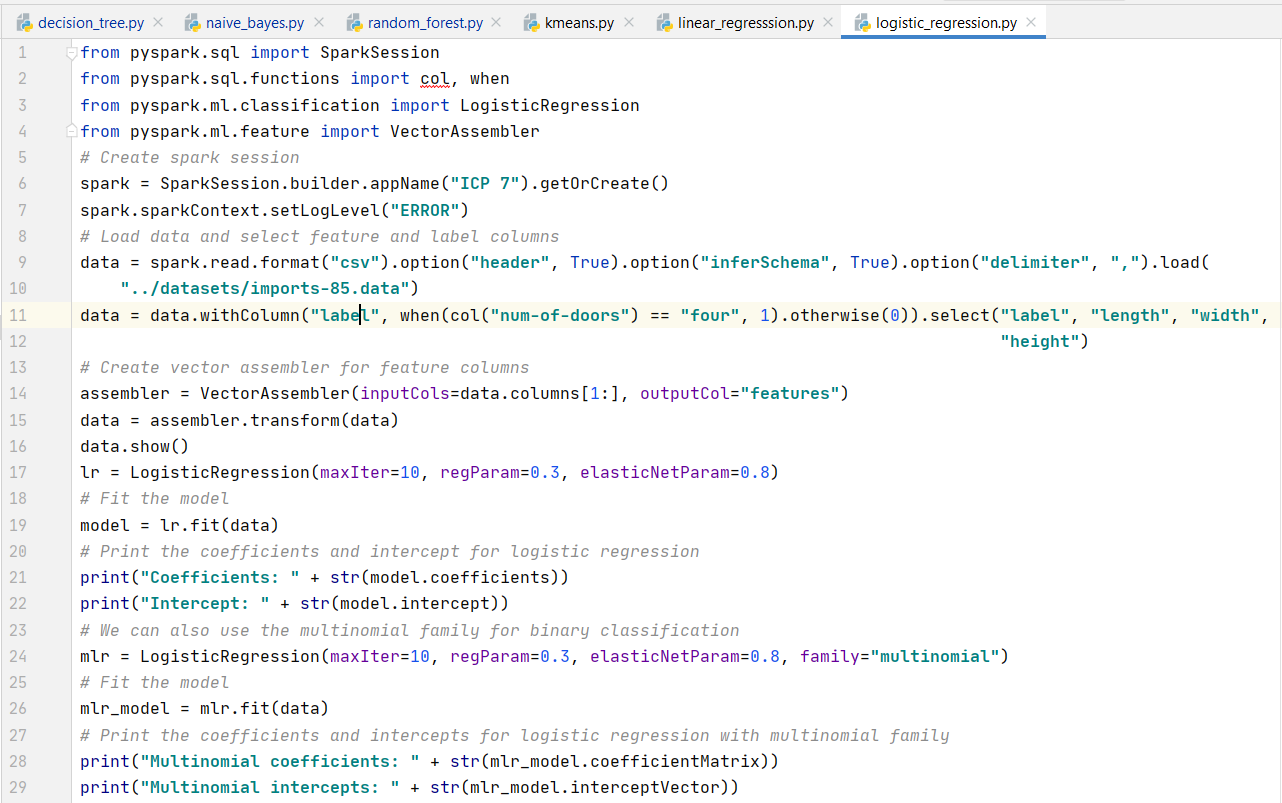 decision_tree.py naive_bayes.py random_forest.py kmeans.py linear_regresssion.py logistic_regression.py
1 from pyspark.sql import SparkSession
2 from pyspark.sql.functions import col, when
3 from pyspark.ml.classification import LogisticRegression
4 from pyspark.ml.feature import VectorAssembler
5 # Create spark session
6 spark = SparkSession.builder.appName("ICP 7").getOrCreate()
7 spark.sparkContext.setLogLevel("ERROR")
8 # Load data and select feature and label columns
9 data = spark.read.format("csv").option("header", True).option("inferSchema", True).option("delimiter", ",").load(
10 "../datasets/imports-85.data")
11 data = data.withColumn("label", when(col("num-of-doors") == "four", 1).otherwise(0)).select("label", "length", "width",
12 "height")
13 # Create vector assembler for feature columns
14 assembler = VectorAssembler(inputCols=data.columns[1:], outputCol="features")
15 data = assembler.transform(data)
16 data.show()
17 lr = LogisticRegression(maxIter=10, regParam=0.3, elasticNetParam=0.8)
18 # Fit the model
19 model = lr.fit(data)
20 # Print the coefficients and intercept for logistic regression
21 print("Coefficients: " + str(model.coefficients))
22 print("Intercept: " + str(model.intercept))
23 # We can also use the multinomial family for binary classification
24 mlr = LogisticRegression(maxIter=10, regParam=0.3, elasticNetParam=0.8, family="multinomial")
25 # Fit the model
26 mlr_model = mlr.fit(data)
27 # Print the coefficients and intercepts for logistic regression with multinomial family
28 print("Multinomial coefficients: " + str(mlr_model.coefficientMatrix))
29 print("Multinomial intercepts: " + str(mlr_model.interceptVector))